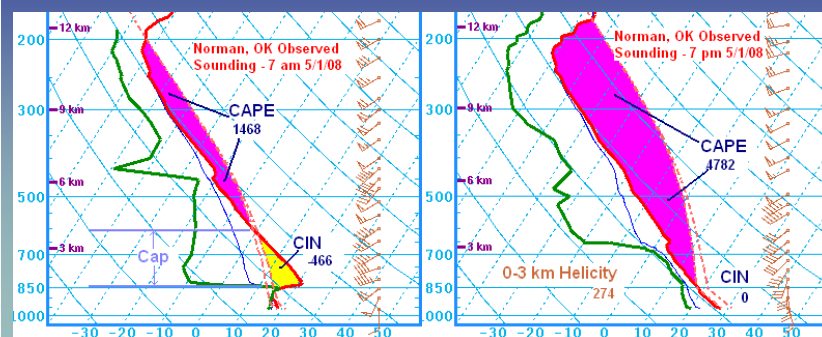 12 km
200
Norman, OK Observed
Sounding - 7 am 5/1/08
300
9 km
CAPE
1468
6 km
500
Cap
CIN
-466
700
3 km
850
1000
-30 -20 -10 0 10 20 30 40 50
12 km
200
Norman, OK Observed
Sounding - 7 pm 5/1/08
300
9 km
CAPE
4782
6 km
500
700
3 km
0-3 km Helicity
274
CIN
0
850
1000
-30 -20 -10 0 10 20 30 40 50